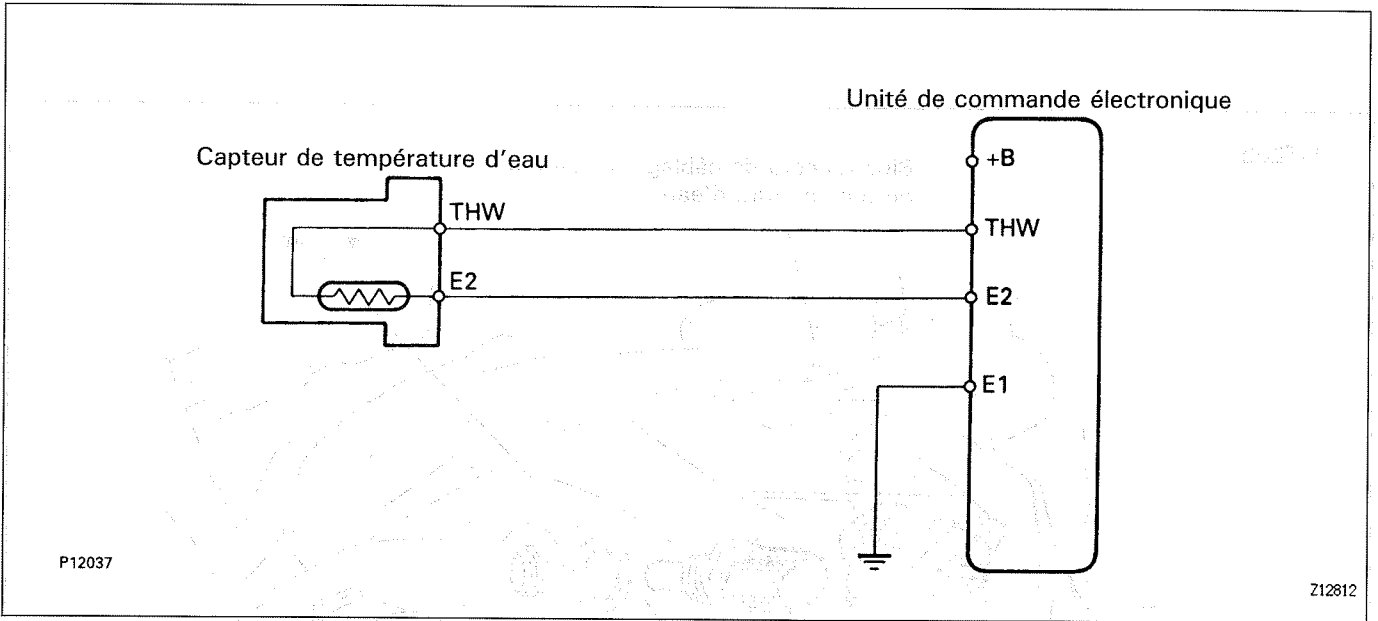 Unité de commande électronique
Capteur de température d'eau
+B
THW
THW
E2
E2
E1
P12037
Z12812